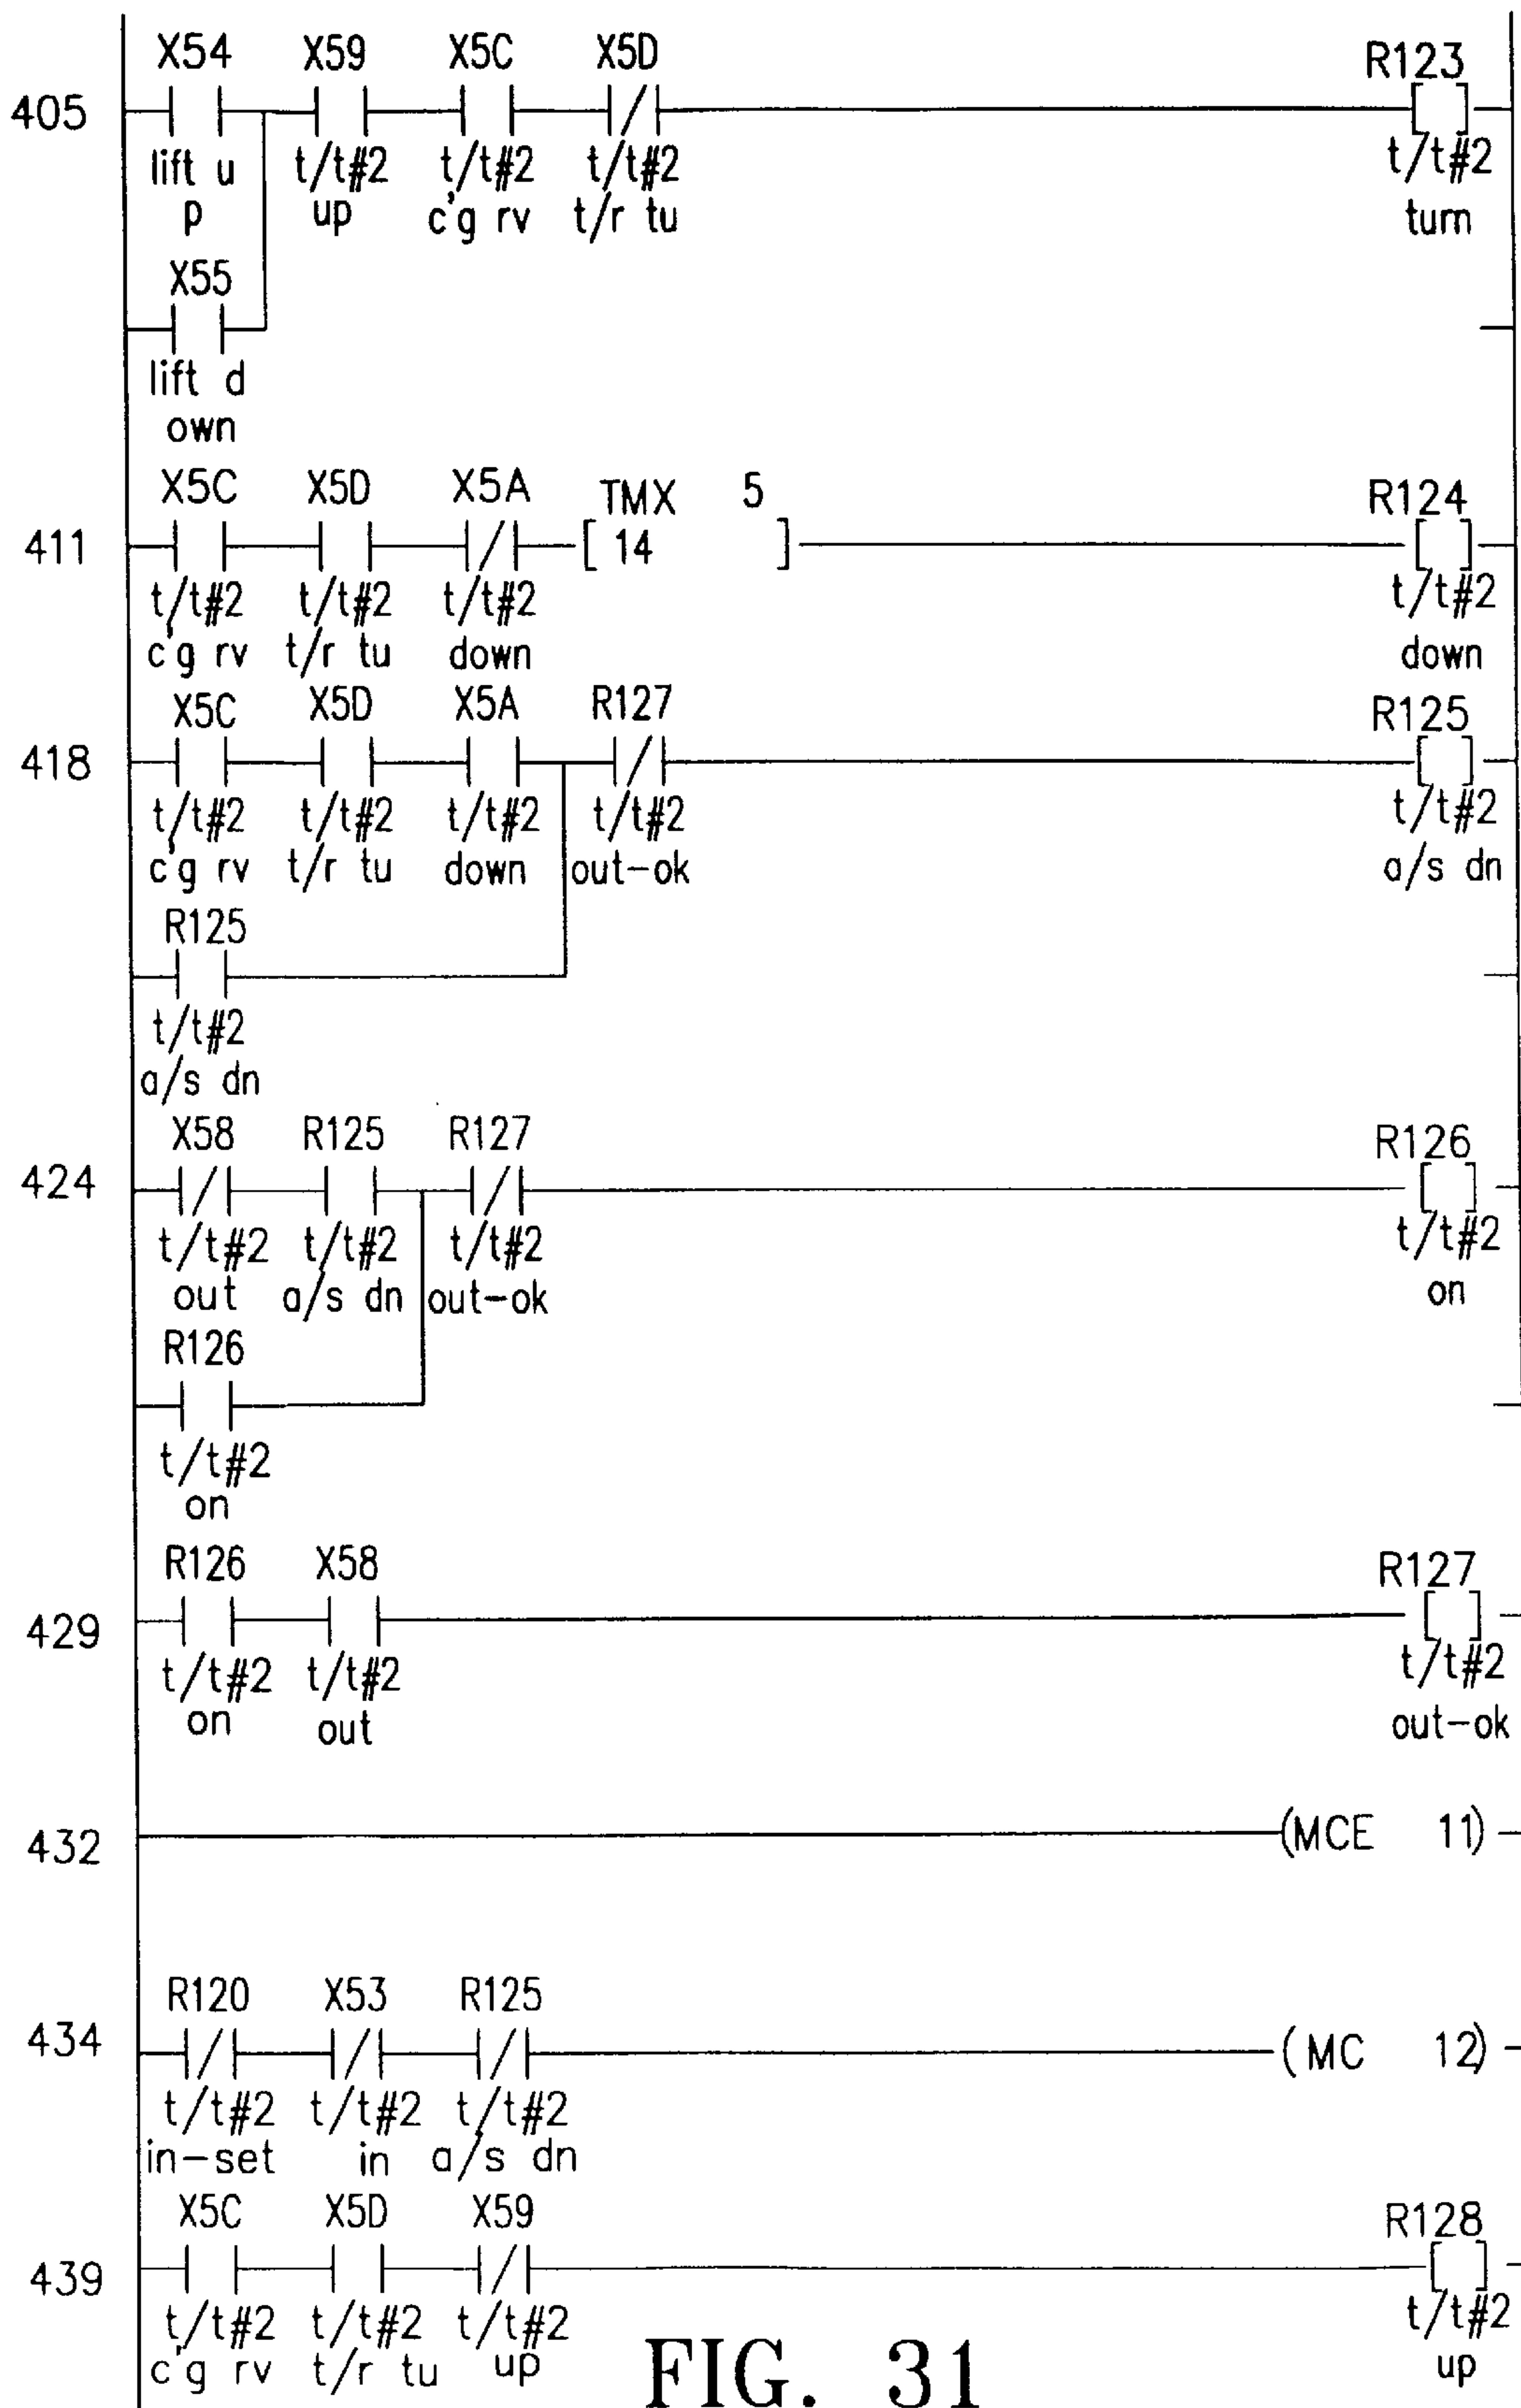 X54 X59 X5C X5D R123
405
lift u t/t#2 t/t#2 t/t#2 t/t#2
p up c'g rv t/r tu turn
X55
lift d
own
X5C X5D X5A TMX 5 R124
411 [ 14 ]
t/t#2 t/t#2 t/t#2 t/t#2
c'g rv t/r tu down down
X5C X5D X5A R127 R125
418
t/t#2 t/t#2 t/t#2 t/t#2 t/t#2
c'g rv t/r tu down out-ok a/s dn
R125
t/t#2
a/s dn
X58 R125 R127 R126
424
t/t#2 t/t#2 t/t#2 t/t#2
out a/s dn out-ok on
R126
t/t#2
on
R126 X58 R127
429
t/t#2 t/t#2 t/t#2
on out out-ok
432 (MCE 11)
R120 X53 R125
434 (MC 12)
t/t#2 t/t#2 t/t#2
in-set in a/s dn
X5C X5D X59 R128
439
t/t#2 t/t#2 t/t#2 t/t#2
c'g rv t/r tu up up
FIG. 31